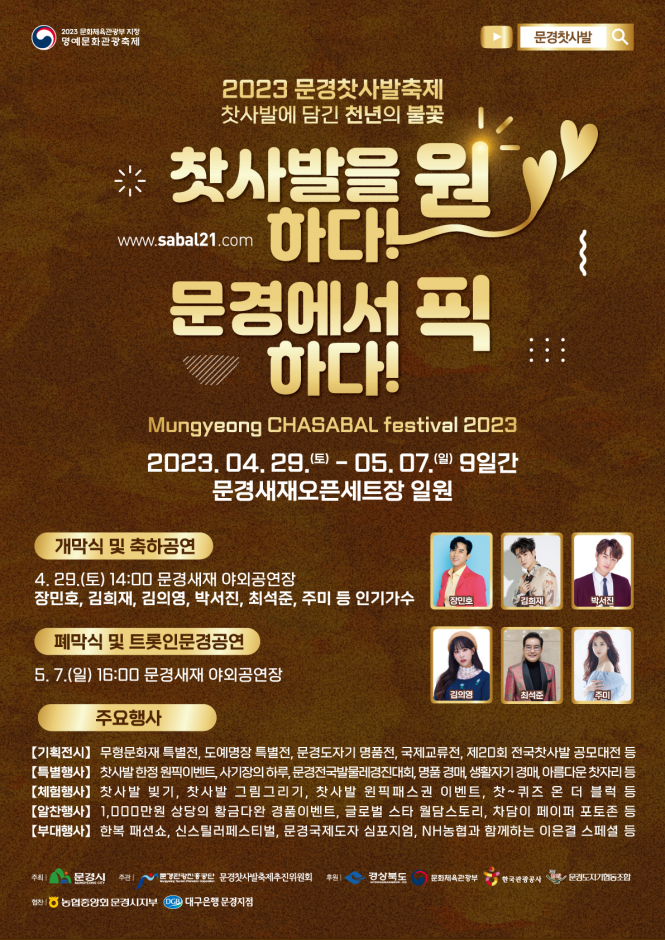 2023 문화체육관광부 지정
명예문화관광축제
문경찻사발
2023 문경찻사발축제
찻사발에 담긴 천년의 불꽃
찻사발을 원
하다!
www.sabal21.com
문경에서 픽
하다!
Mungyeong CHASABAL festival 2023
2023. 04. 29.(토) - 05. 07.(일) 9일간
문경새재오픈세트장 일원
개막식 및 축하공연
4. 29.(토) 14:00 문경새재 야외공연장
장민호, 김희재, 김의영, 박서진, 최석준, 주미 등 인기가수
장민호 김희재 박서진
폐막식 및 트롯인문경공연
5. 7.(일) 16:00 문경새재 야외공연장
김의영 최석준 주미
주요행사
【기획전시】 무형문화재 특별전, 도예명장 특별전, 문경도자기 명품전, 국제교류전, 제20회 전국찻사발 공모대전 등
【특별행사】 찻사발 한정 원픽이벤트, 사기장의 하루, 문경전국발물레경진대회, 명품 경매, 생활자기 경매, 아름다운 찻자리 등
【체험행사】 찻사발 빚기, 찻사발 그림그리기, 찻사발 원픽패스권 이벤트, 찻~퀴즈 온 더 블럭 등
【알찬행사】 1,000만원 상당의 황금다완 경품이벤트, 글로벌 스타 월담스토리, 차담이 페이퍼 포토존 등
【부대행사】 한복 패션쇼, 신스틸러페스티벌, 문경국제도자 심포지엄, NH농협과 함께하는 이은결 스페셜 등
주최 문경시 주관 문경관광진흥공단 문경찻사발축제추진위원회 후원 경상북도 문화체육관광부 한국관광공사 문경도자기협동조합
협찬 농협중앙회 문경시지부 DGB 대구은행 문경지점